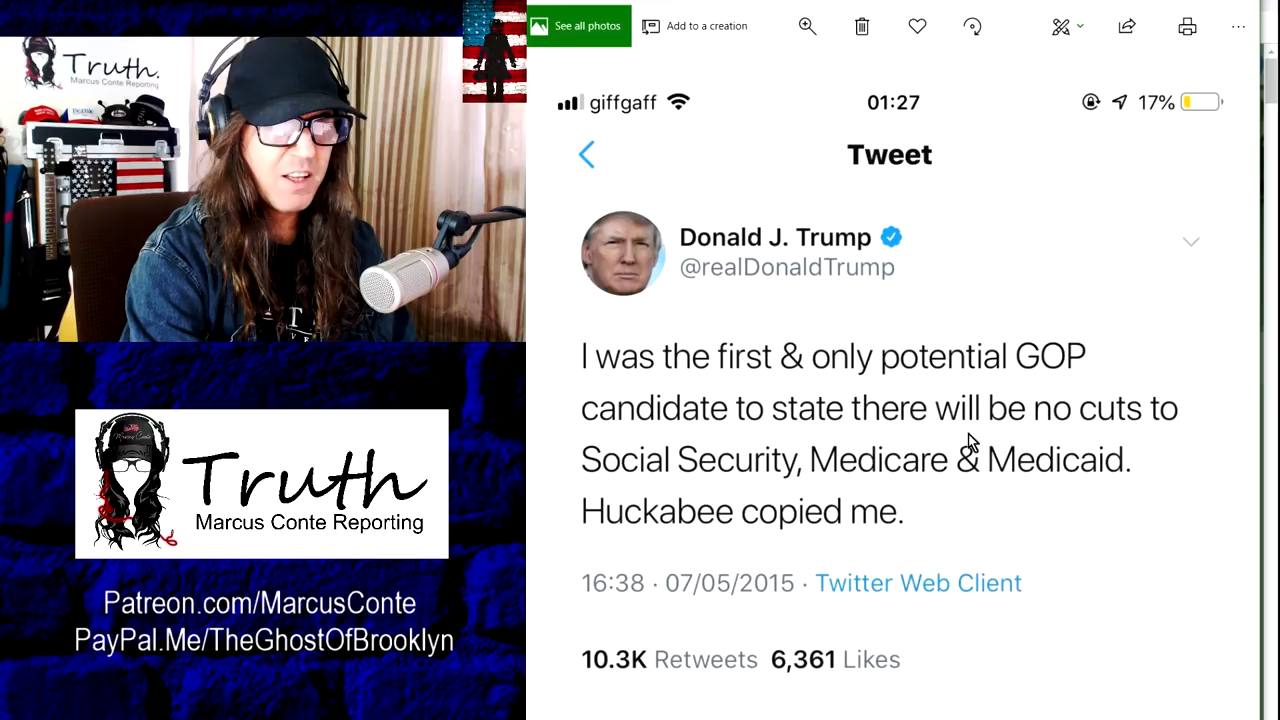 Truth.
Marcus Conte Reporting
Truth
Marcus Conte Reporting
Patreon.com/MarcusConte
PayPal.Me/TheGhostOfBrooklyn
See all photos
Add to a creation
giffgaff
01:27
17%
Tweet
Donald J. Trump
@realDonaldTrump
I was the first & only potential GOP
candidate to state there will be no cuts to
Social Security, Medicare & Medicaid.
Huckabee copied me.
16:38 · 07/05/2015 · Twitter Web Client
10.3K Retweets 6,361 Likes